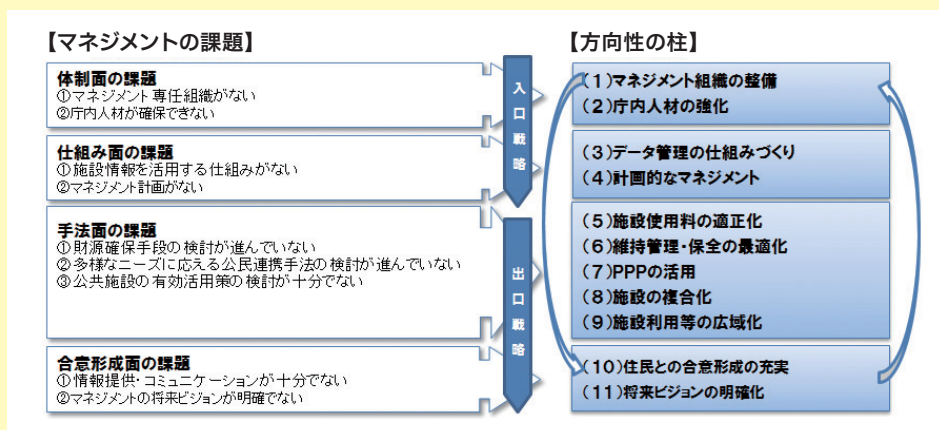 【マネジメントの課題】
体制面の課題
①マネジメント専任組織がない
②庁内人材が確保できない
仕組み面の課題
①施設情報を活用する仕組みがない
②マネジメント計画がない
手法面の課題
①財源確保手段の検討が進んでいない
②多様なニーズに応える公民連携手法の検討が進んでいない
③公共施設の有効活用策の検討が十分でない
合意形成面の課題
①情報提供・コミュニケーションが十分でない
②マネジメントの将来ビジョンが明確でない
入口戦略
出口戦略
【方向性の柱】
(1)マネジメント組織の整備
(2)庁内人材の強化
(3)データ管理の仕組みづくり
(4)計画的なマネジメント
(5)施設使用料の適正化
(6)維持管理・保全の最適化
(7)PPPの活用
(8)施設の複合化
(9)施設利用等の広域化
(10)住民との合意形成の充実
(11)将来ビジョンの明確化